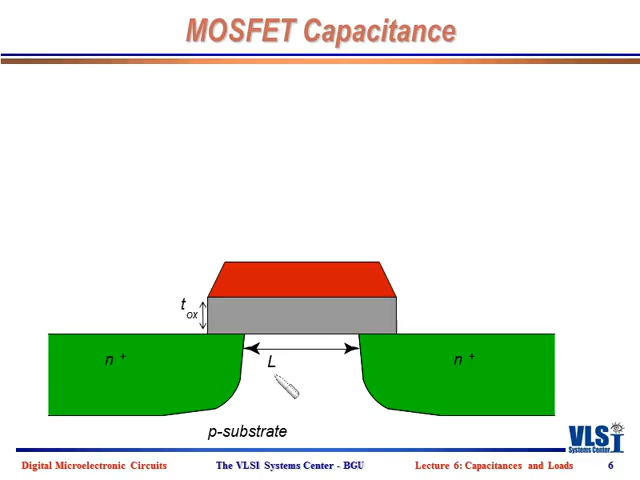 MOSFET Capacitance
t ox
n +
L
n +
p-substrate
VLSI
Systems Center
Digital Microelectronic Circuits
The VLSI Systems Center - BGU
Lecture 6: Capacitances and Loads
6